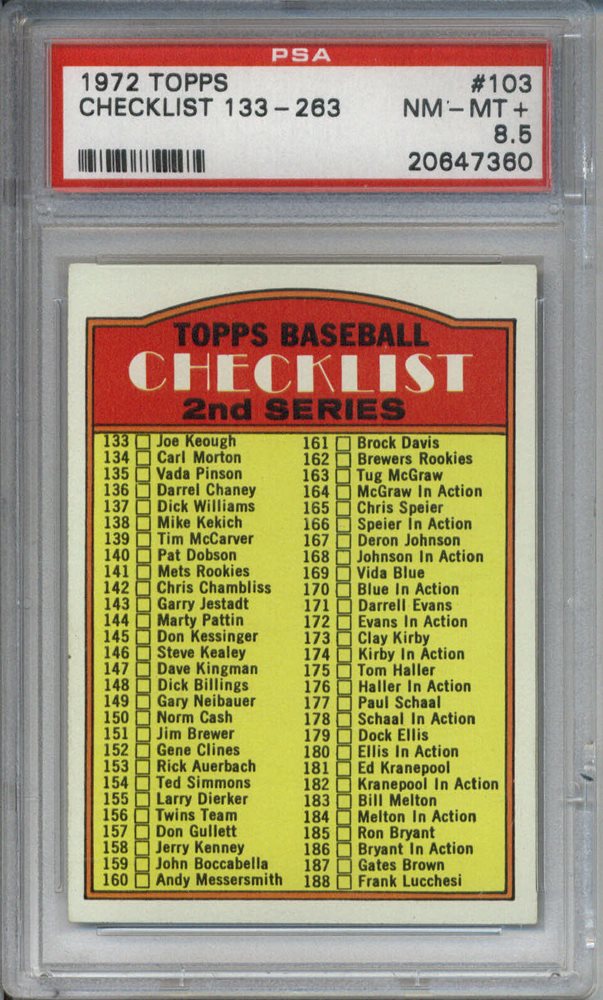 PSA
1972 TOPPS #103
CHECKLIST 133-263 NM-MT+
8.5
20647360
TOPPS BASEBALL
CHECKLIST
2nd SERIES
133 Joe Keough
134 Carl Morton
135 Vada Pinson
136 Darrel Chaney
137 Dick Williams
138 Mike Kekich
139 Tim McCarver
140 Pat Dobson
141 Mets Rookies
142 Chris Chambliss
143 Garry Jestadt
144 Marty Pattin
145 Don Kessinger
146 Steve Kealey
147 Dave Kingman
148 Dick Billings
149 Gary Neibauer
150 Norm Cash
151 Jim Brewer
152 Gene Clines
153 Rick Auerbach
154 Ted Simmons
155 Larry Dierker
156 Twins Team
157 Don Gullett
158 Jerry Kenney
159 John Boccabella
160 Andy Messersmith
161 Brock Davis
162 Brewers Rookies
163 Tug McGraw
164 McGraw In Action
165 Chris Speier
166 Speier In Action
167 Deron Johnson
168 Johnson In Action
169 Vida Blue
170 Blue In Action
171 Darrell Evans
172 Evans In Action
173 Clay Kirby
174 Kirby In Action
175 Tom Haller
176 Haller In Action
177 Paul Schaal
178 Schaal In Action
179 Dock Ellis
180 Ellis In Action
181 Ed Kranepool
182 Kranepool In Action
183 Bill Melton
184 Melton In Action
185 Ron Bryant
186 Bryant In Action
187 Gates Brown
188 Frank Lucchesi